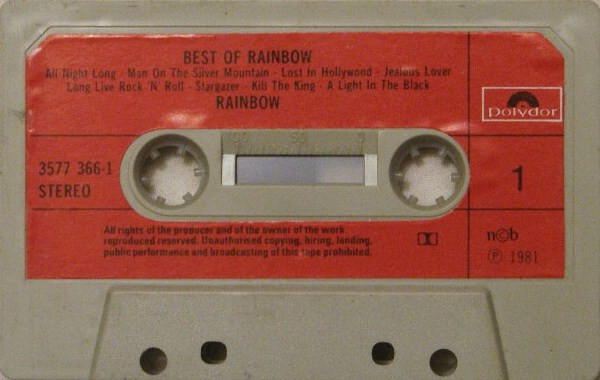 BEST OF RAINBOW
All Night Long · Man On The Silver Mountain · Lost In Hollywood · Jealous Lover
Long Live Rock 'N' Roll · Stargazer · Kill The King · A Light In The Black
RAINBOW
polydor
3577 366-1
STEREO
1
All rights of the producer and of the owner of the work
reproduced reserved. Unauthorised copying, hiring, lending,
public performance and broadcasting of this tape prohibited.
n©b
℗ 1981